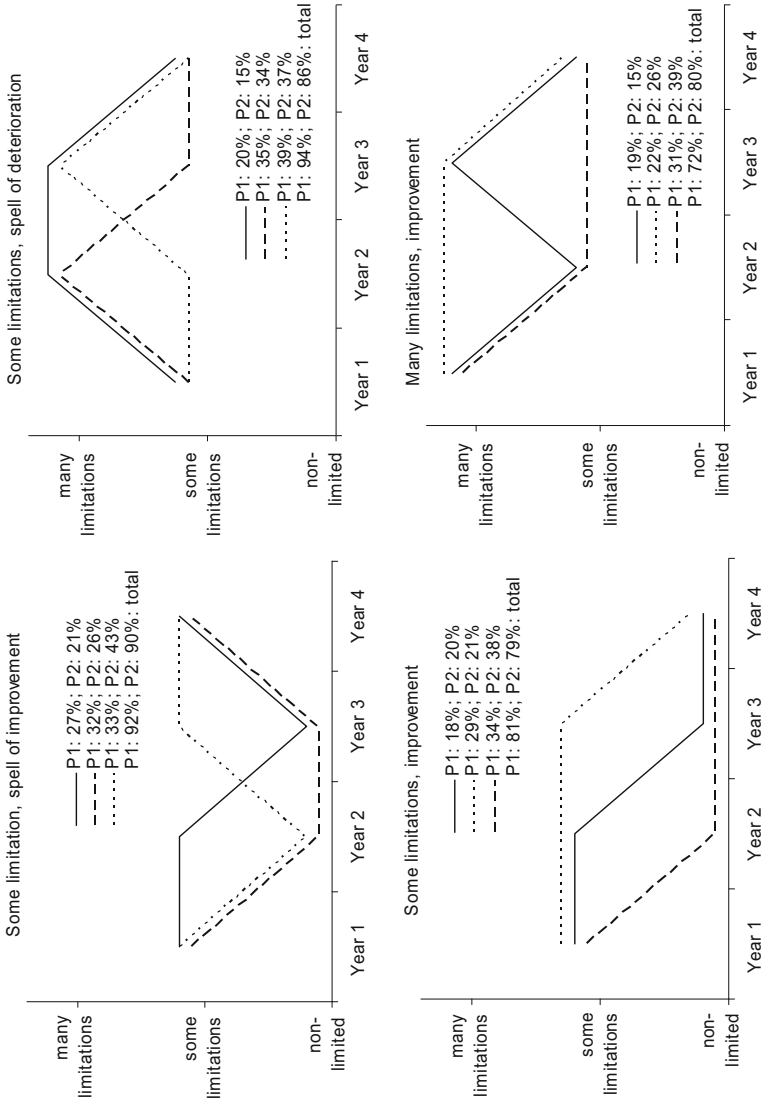 Some limitation, spell of improvement
many
limitations
some
limitations
non-
limited
P1: 27%; P2: 21%
P1: 32%; P2: 26%
P1: 33%; P2: 43%
P1: 92%; P2: 90%: total
Year 1
Year 2
Year 3
Year 4
Some limitations, spell of deterioration
many
limitations
some
limitations
non-
limited
P1: 20%; P2: 15%
P1: 35%; P2: 34%
P1: 39%; P2: 37%
P1: 94%; P2: 86%: total
Year 1
Year 2
Year 3
Year 4
Some limitations, improvement
many
limitations
some
limitations
non-
limited
P1: 18%; P2: 20%
P1: 29%; P2: 21%
P1: 34%; P2: 38%
P1: 81%; P2: 79%: total
Year 1
Year 2
Year 3
Year 4
Many limitations, improvement
many
limitations
some
limitations
non-
limited
P1: 19%; P2: 15%
P1: 22%; P2: 26%
P1: 31%; P2: 39%
P1: 72%; P2: 80%: total
Year 1
Year 2
Year 3
Year 4